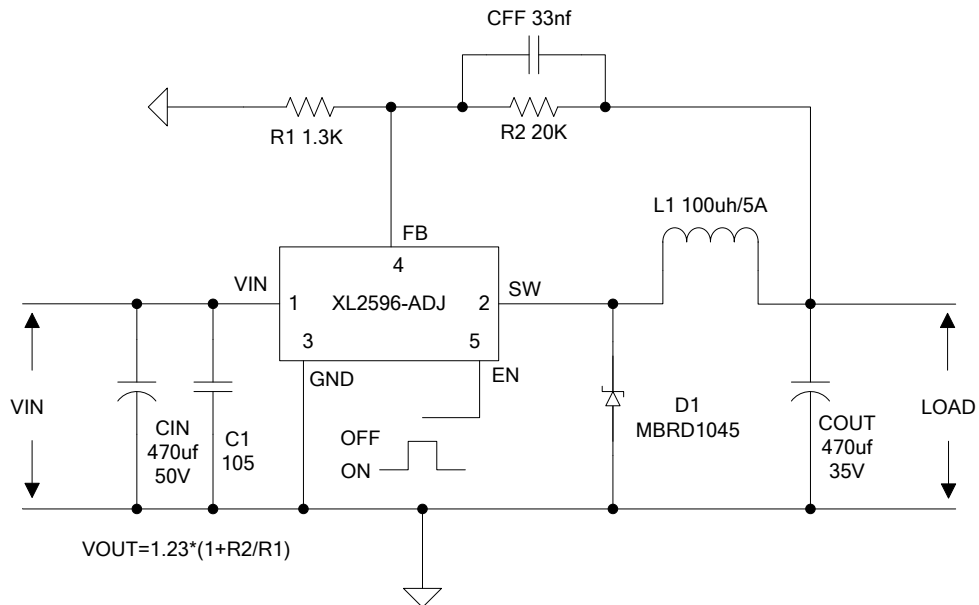 CFF 33nf
R1 1.3K
R2 20K
L1 100uh/5A
FB
4
VIN
SW
1
XL2596-ADJ
2
3
5
GND
EN
VIN
CIN
470uf
50V
C1
105
OFF
ON
D1
MBRD1045
COUT
470uf
35V
LOAD
VOUT=1.23*(1+R2/R1)